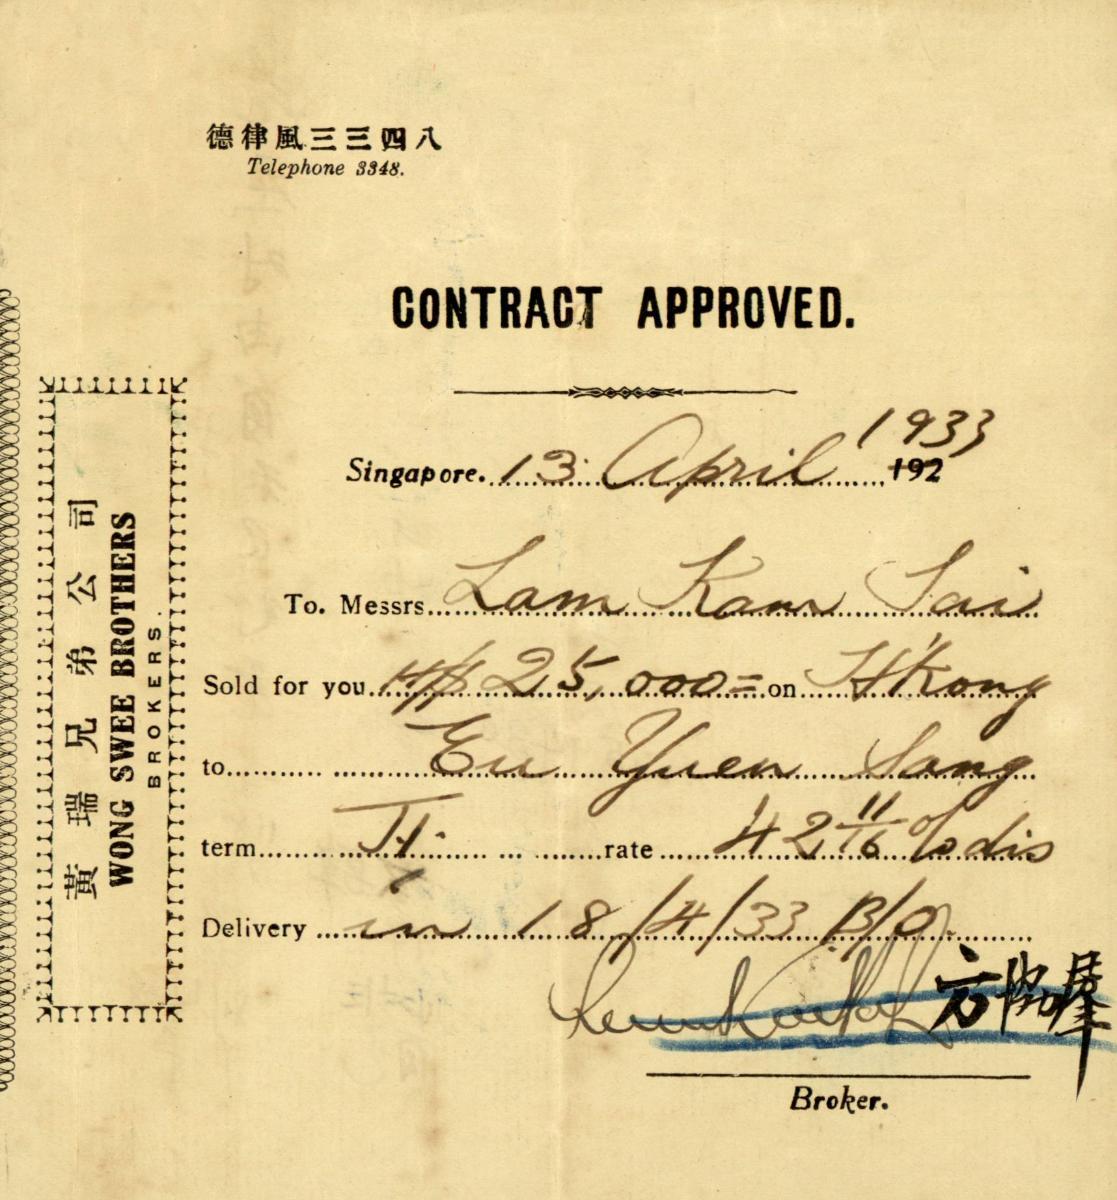 德律風三三四八
Telephone 3348.
CONTRACT APPROVED.
Singapore. 13 April 192 1933
To. Messrs Lam Kam Sai
Sold for you H/$ 25,000= on H'Kong
to Eu Yuen Sang
term T.T. rate 42 11/16 % dis
Delivery in 18/4/33 B/O.
Broker.
黃瑞兄弟公司
WONG SWEE BROTHERS
BROKERS.